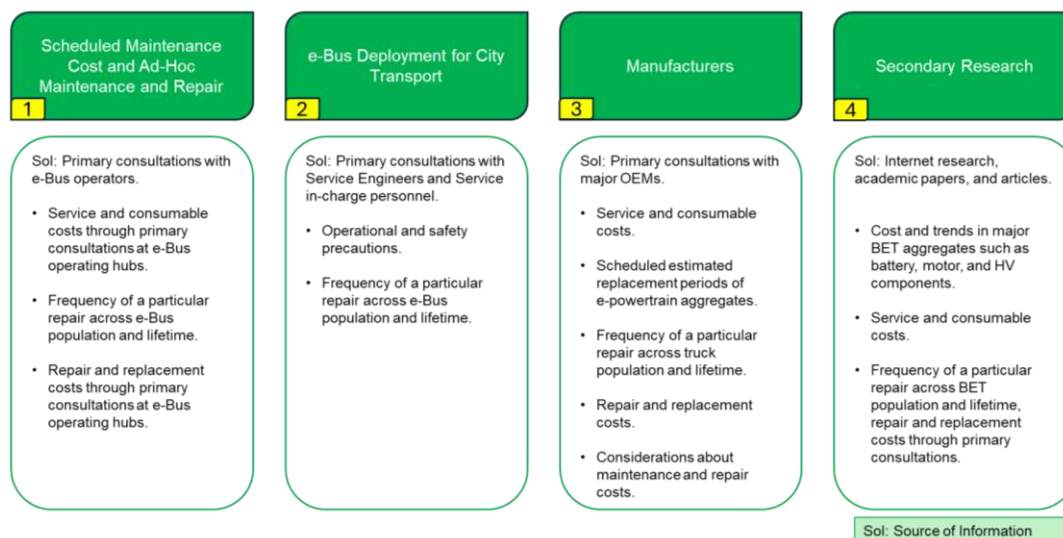 Scheduled Maintenance
Cost and Ad-Hoc
Maintenance and Repair
1
e-Bus Deployment for City
Transport
2
Manufacturers
3
Secondary Research
4
SoI: Primary consultations with
e-Bus operators.
• Service and consumable
costs through primary
consultations at e-Bus
operating hubs.
• Frequency of a particular
repair across e-Bus
population and lifetime.
• Repair and replacement
costs through primary
consultations at e-Bus
operating hubs.
SoI: Primary consultations with
Service Engineers and Service
in-charge personnel.
• Operational and safety
precautions.
• Frequency of a particular
repair across e-Bus
population and lifetime.
SoI: Primary consultations with
major OEMs.
• Service and consumable
costs.
• Scheduled estimated
replacement periods of
e-powertrain aggregates.
• Frequency of a particular
repair across truck
population and lifetime.
• Repair and replacement
costs.
• Considerations about
maintenance and repair
costs.
SoI: Internet research,
academic papers, and articles.
• Cost and trends in major
BET aggregates such as
battery, motor, and HV
components.
• Service and consumable
costs.
• Frequency of a particular
repair across BET
population and lifetime,
repair and replacement
costs through primary
consultations.
SoI: Source of Information